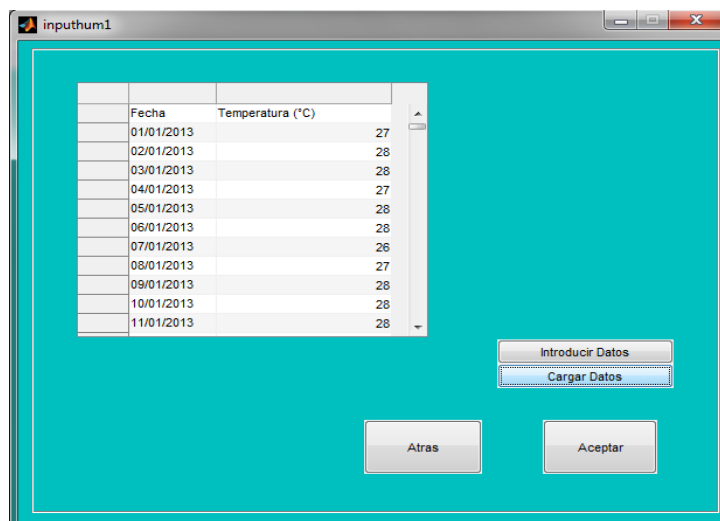 inputhum1
Fecha Temperatura (°C)
01/01/2013 27
02/01/2013 28
03/01/2013 28
04/01/2013 27
05/01/2013 28
06/01/2013 28
07/01/2013 26
08/01/2013 27
09/01/2013 28
10/01/2013 28
11/01/2013 28
Introducir Datos
Cargar Datos
Atras
Aceptar